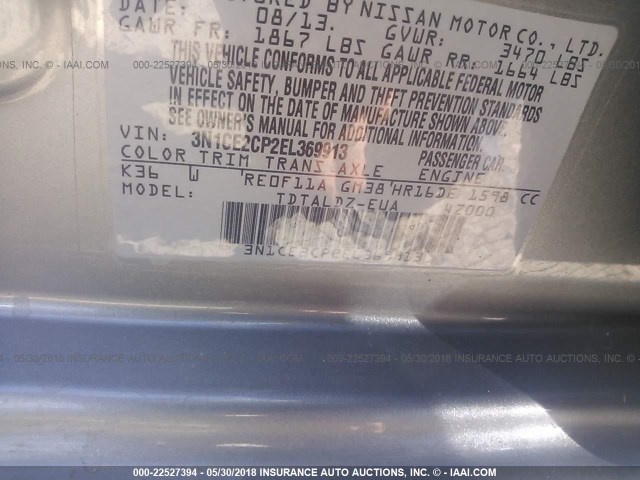 BY NISSAN MOTOR CO., LTD.
DATE: 08/13. GVWR: 3470 LBS
GAWR FR: 1867 LBS GAWR RR: 1664 LBS
THIS VEHICLE CONFORMS TO ALL APPLICABLE FEDERAL MOTOR
VEHICLE SAFETY, BUMPER AND THEFT PREVENTION STANDARDS
IN EFFECT ON THE DATE OF MANUFACTURE SHOWN ABOVE.
SEE OWNER'S MANUAL FOR ADDITIONAL INFORMATION.
VIN: 3N1CE2CP2EL369913 PASSENGER CAR.
COLOR TRIM TRANS AXLE ENGINE
K36 W RE0F11A GM38 HR16DE 1598 CC
MODEL: TDTALDZ-EUA 42000
000-22527394 - 05/30/2018 INSURANCE AUTO AUCTIONS CORP. © - IAAI.COM